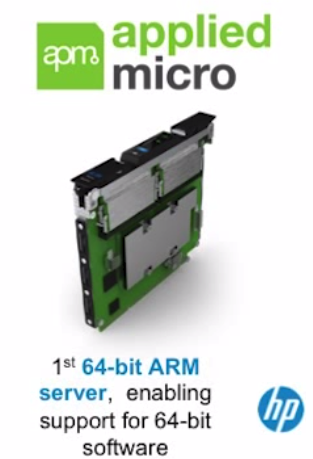 apm
applied
micro
1st 64-bit ARM
server, enabling
support for 64-bit
software
hp